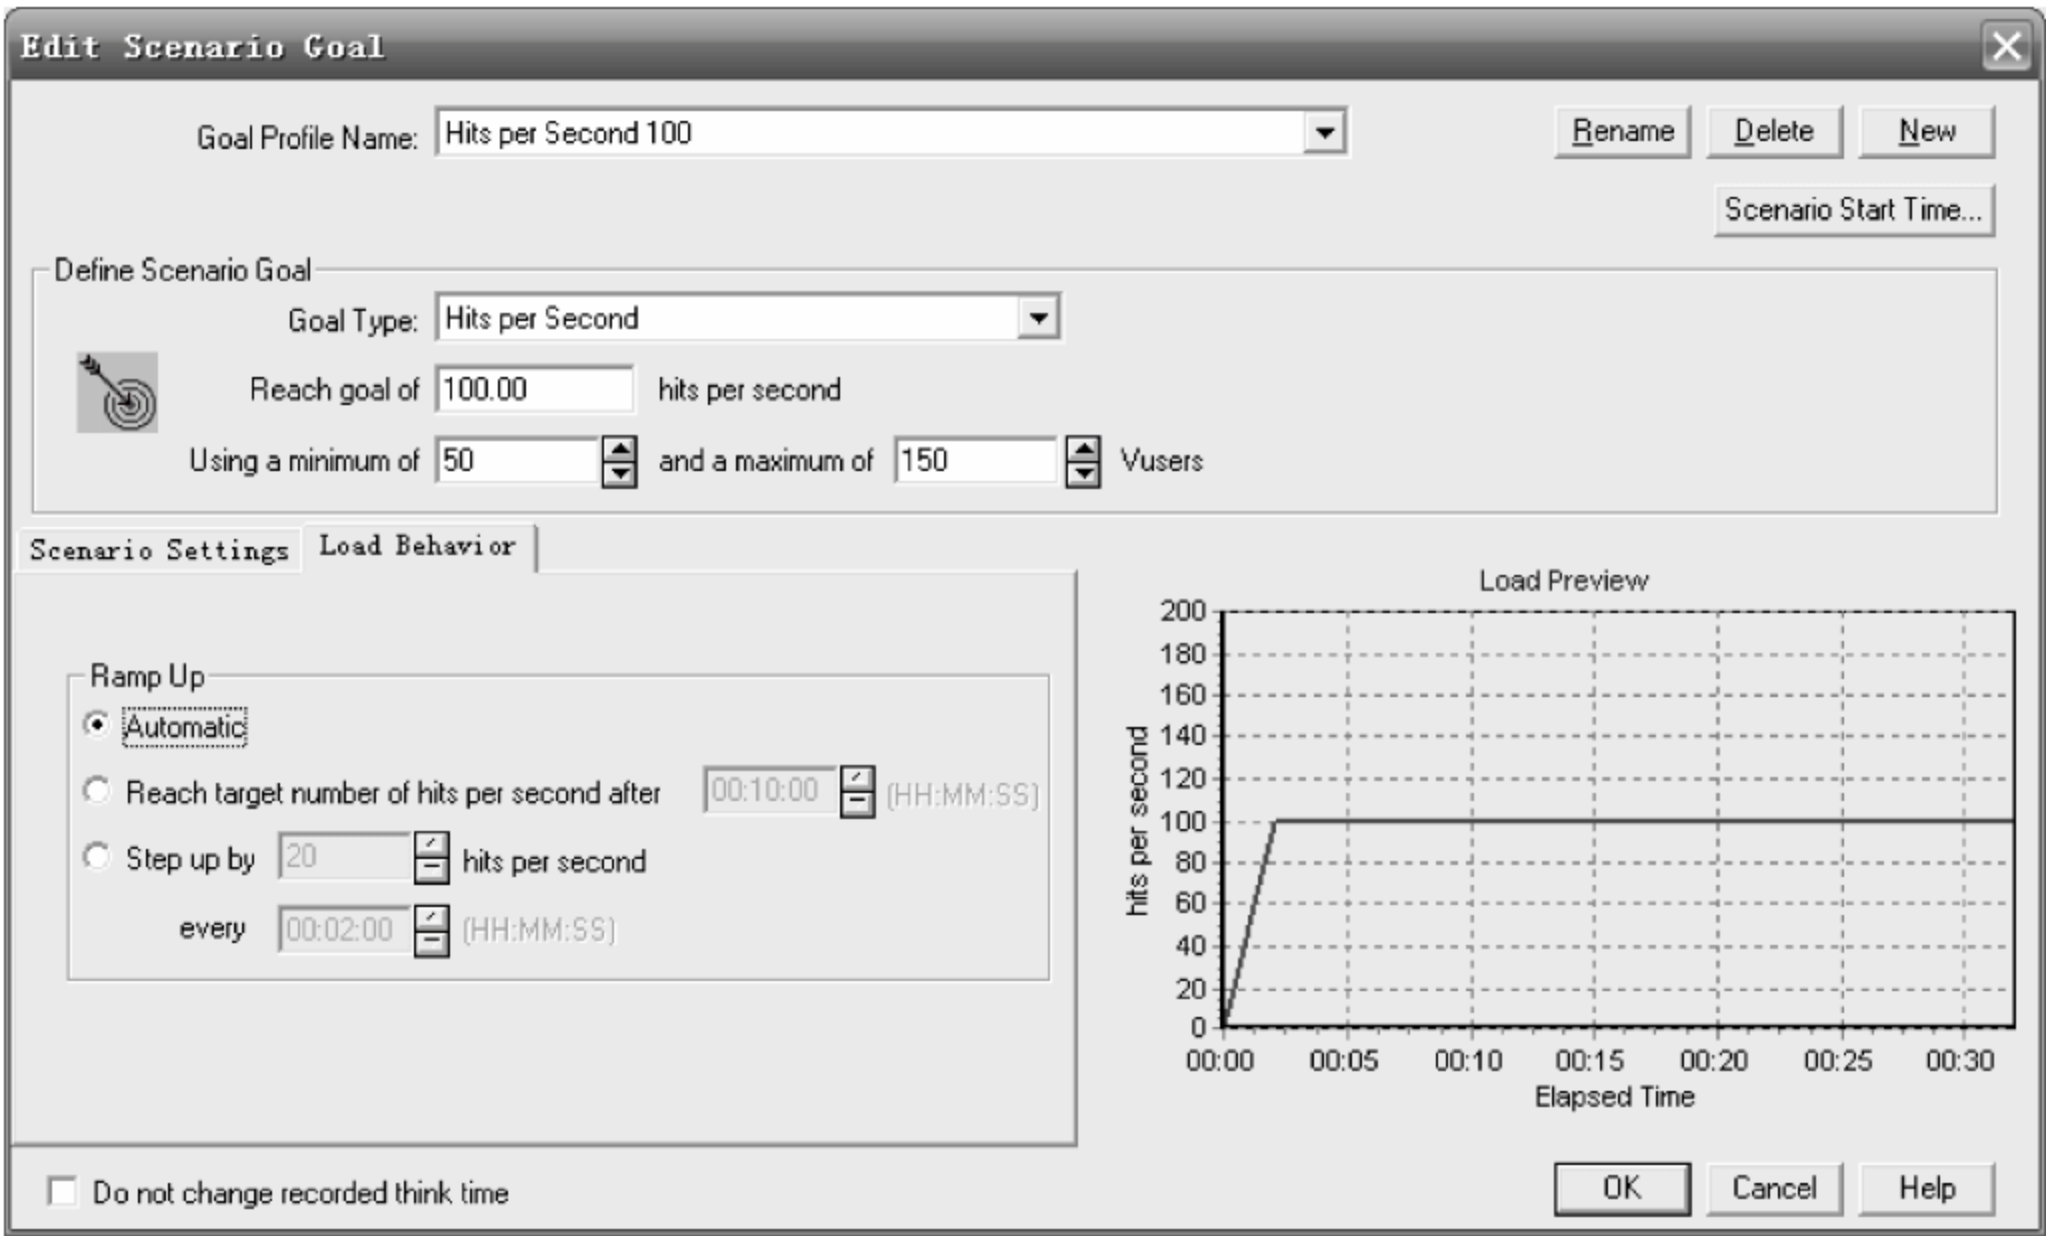 Edit Scenario Goal
Goal Profile Name: Hits per Second 100
Rename Delete New
Scenario Start Time...
Define Scenario Goal
Goal Type: Hits per Second
Reach goal of 100.00 hits per second
Using a minimum of 50 and a maximum of 150 Vusers
Scenario Settings Load Behavior
Ramp Up
Automatic
Reach target number of hits per second after 00:10:00 (HH:MM:SS)
Step up by 20 hits per second
every 00:02:00 (HH:MM:SS)
Load Preview
hits per second
200
180
160
140
120
100
80
60
40
20
0
00:00 00:05 00:10 00:15 00:20 00:25 00:30
Elapsed Time
Do not change recorded think time
OK Cancel Help